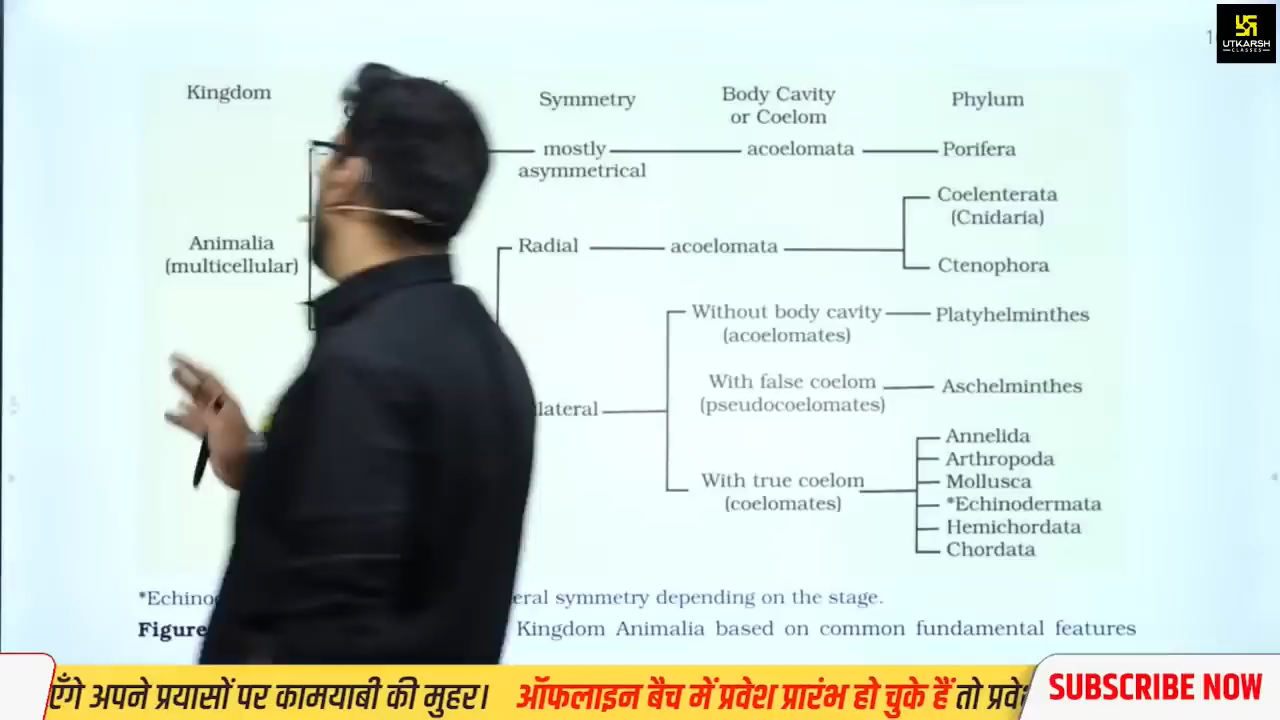 UTKARSH
CLASSES
Kingdom
Symmetry
Body Cavity
or Coelom
Phylum
mostly
asymmetrical
acoelomata
Porifera
Coelenterata
(Cnidaria)
Animalia
(multicellular)
Radial
acoelomata
Ctenophora
Without body cavity
(acoelomates)
Platyhelminthes
With false coelom
(pseudocoelomates)
Aschelminthes
lateral
With true coelom
(coelomates)
Annelida
Arthropoda
Mollusca
*Echinodermata
Hemichordata
Chordata
*Echino eral symmetry depending on the stage.
Figure Kingdom Animalia based on common fundamental features
एँगे अपने प्रयासों पर कामयाबी की मुहर। ऑफलाइन बैच में प्रवेश प्रारंभ हो चुके हैं तो प्रवे
SUBSCRIBE NOW